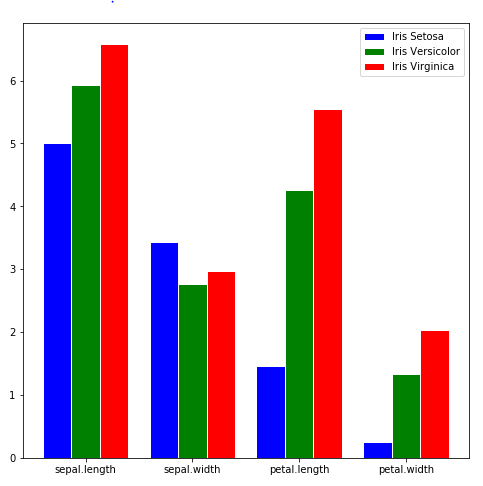 Iris Setosa
Iris Versicolor
Iris Virginica
6
5
4
3
2
1
0
sepal.length sepal.width petal.length petal.width